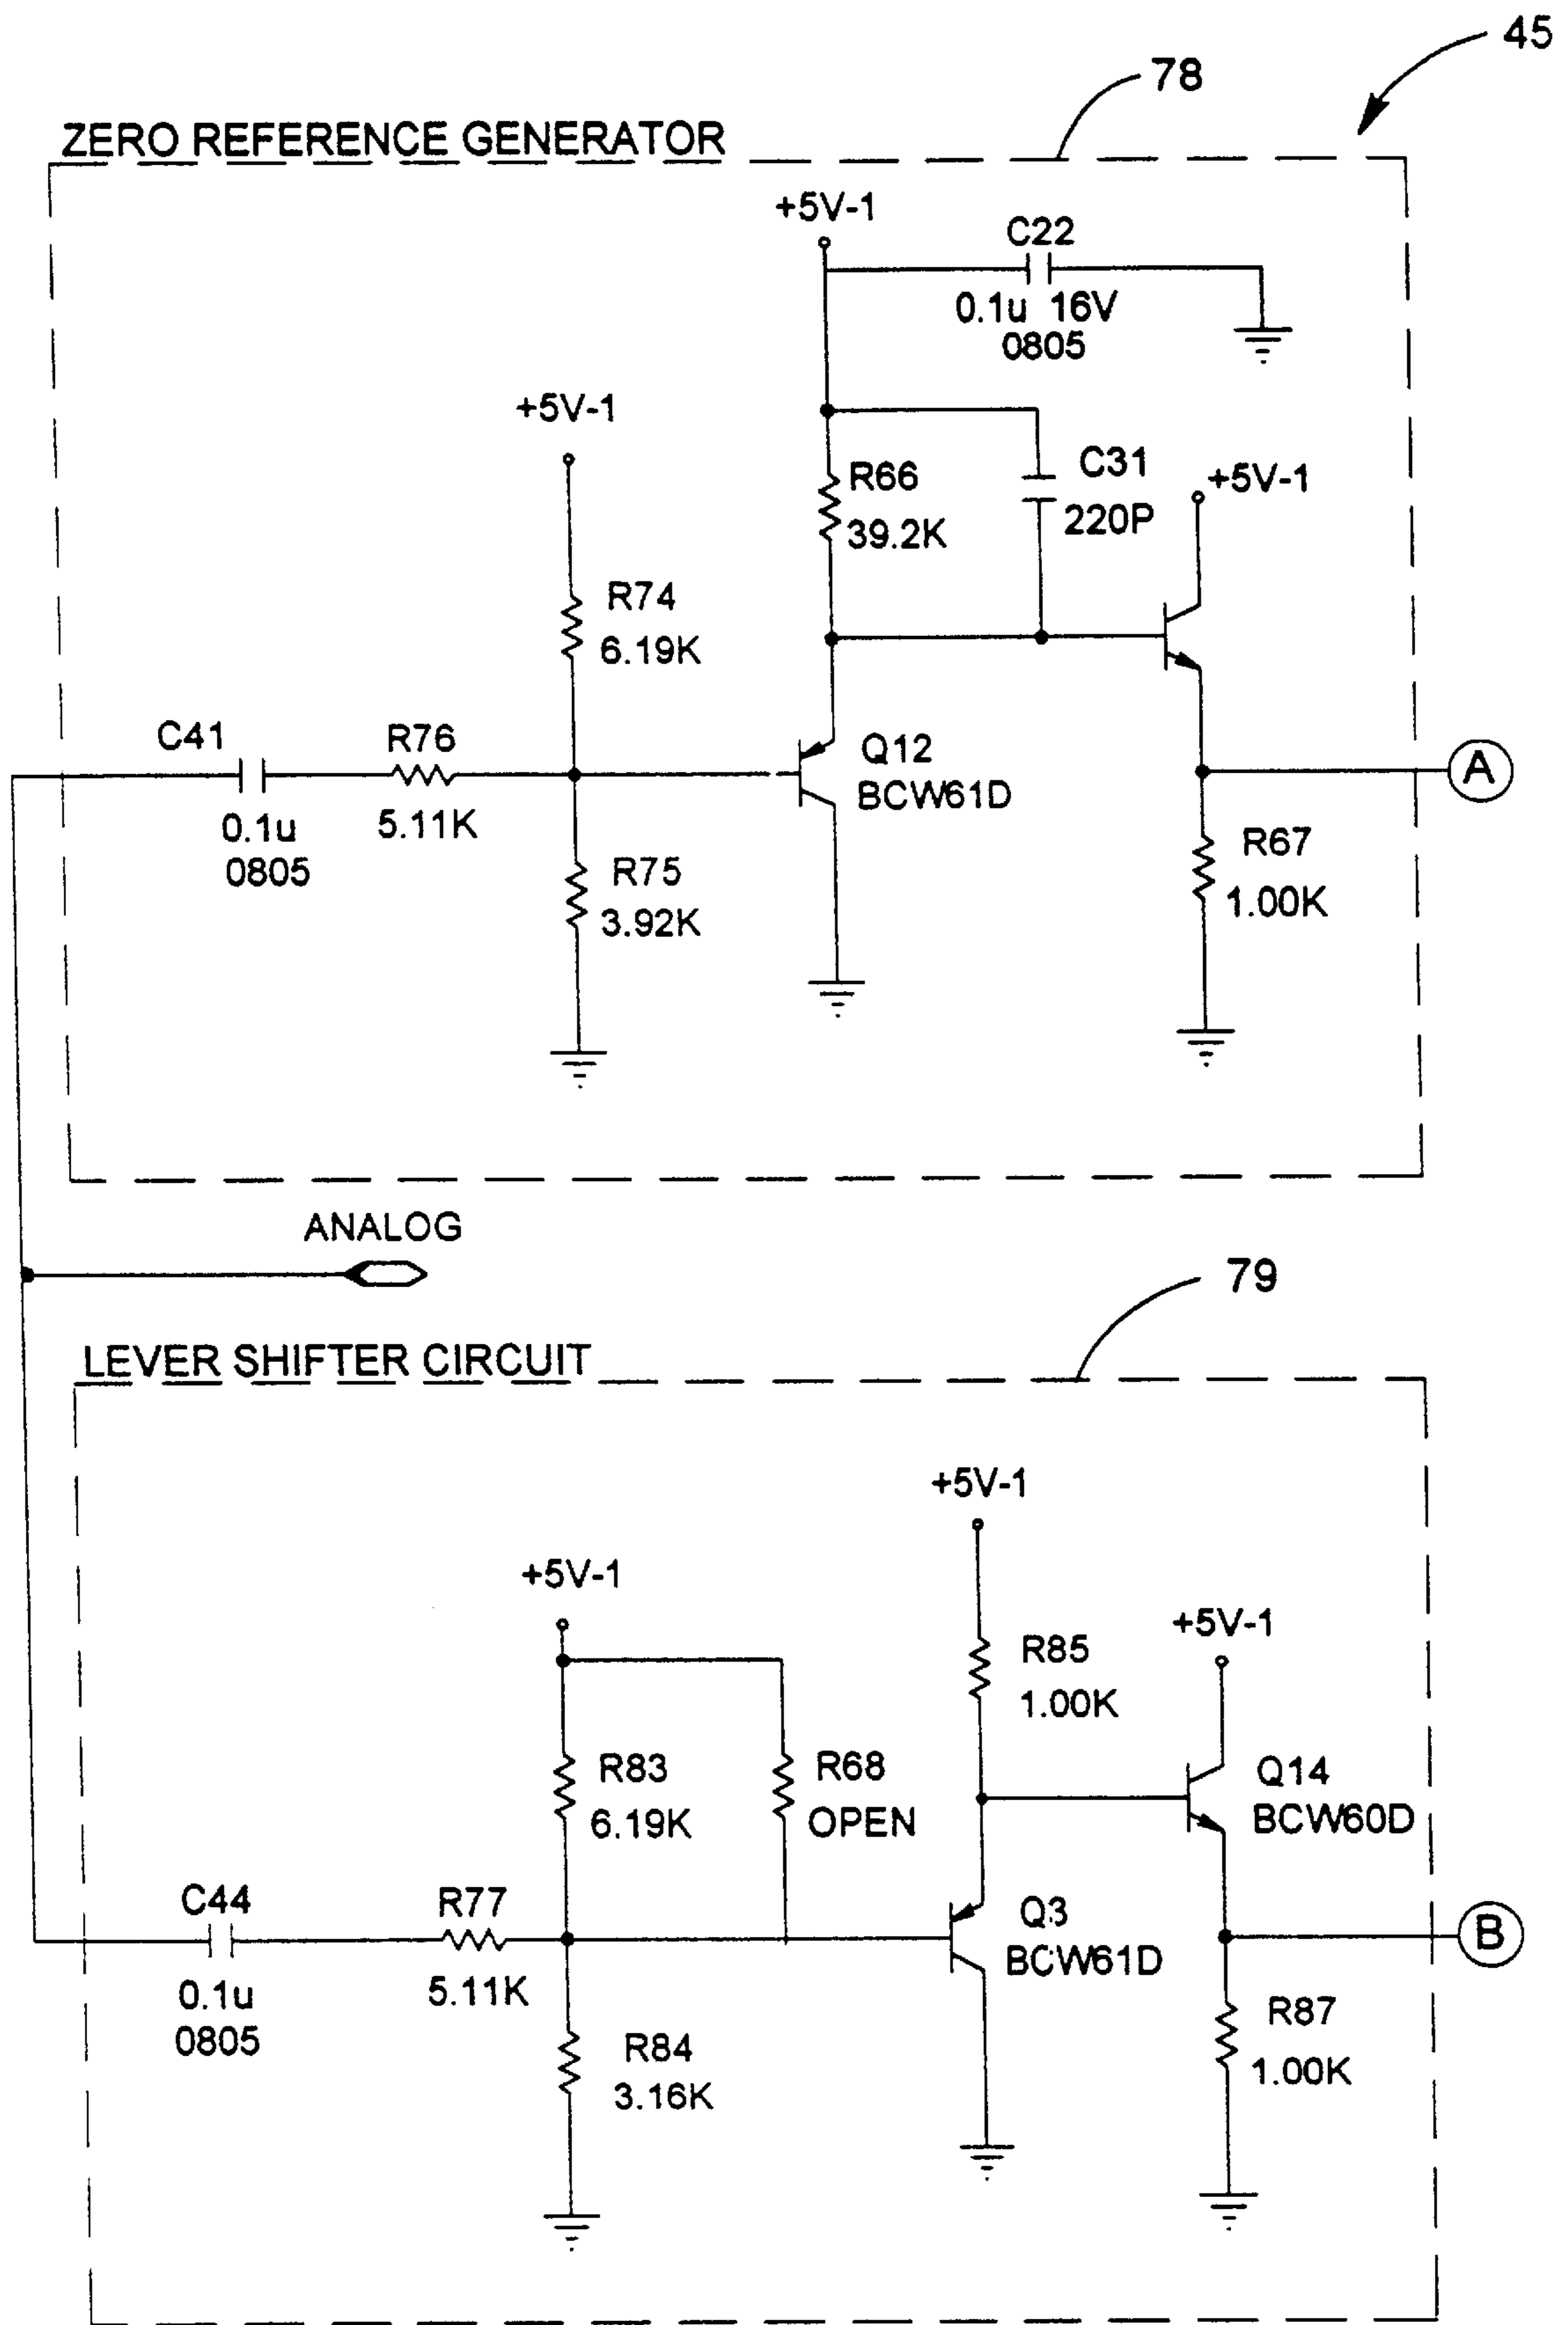 45
78
ZERO REFERENCE GENERATOR
+5V-1
C22
0.1u 16V
0805
+5V-1
R66
39.2K
C31
220P
+5V-1
R74
6.19K
C41
0.1u
0805
R76
5.11K
Q12
BCW61D
A
R75
3.92K
R67
1.00K
ANALOG
79
LEVER SHIFTER CIRCUIT
+5V-1
+5V-1
+5V-1
R85
1.00K
R83
6.19K
R68
OPEN
Q14
BCW60D
C44
0.1u
0805
R77
5.11K
Q3
BCW61D
B
R84
3.16K
R87
1.00K